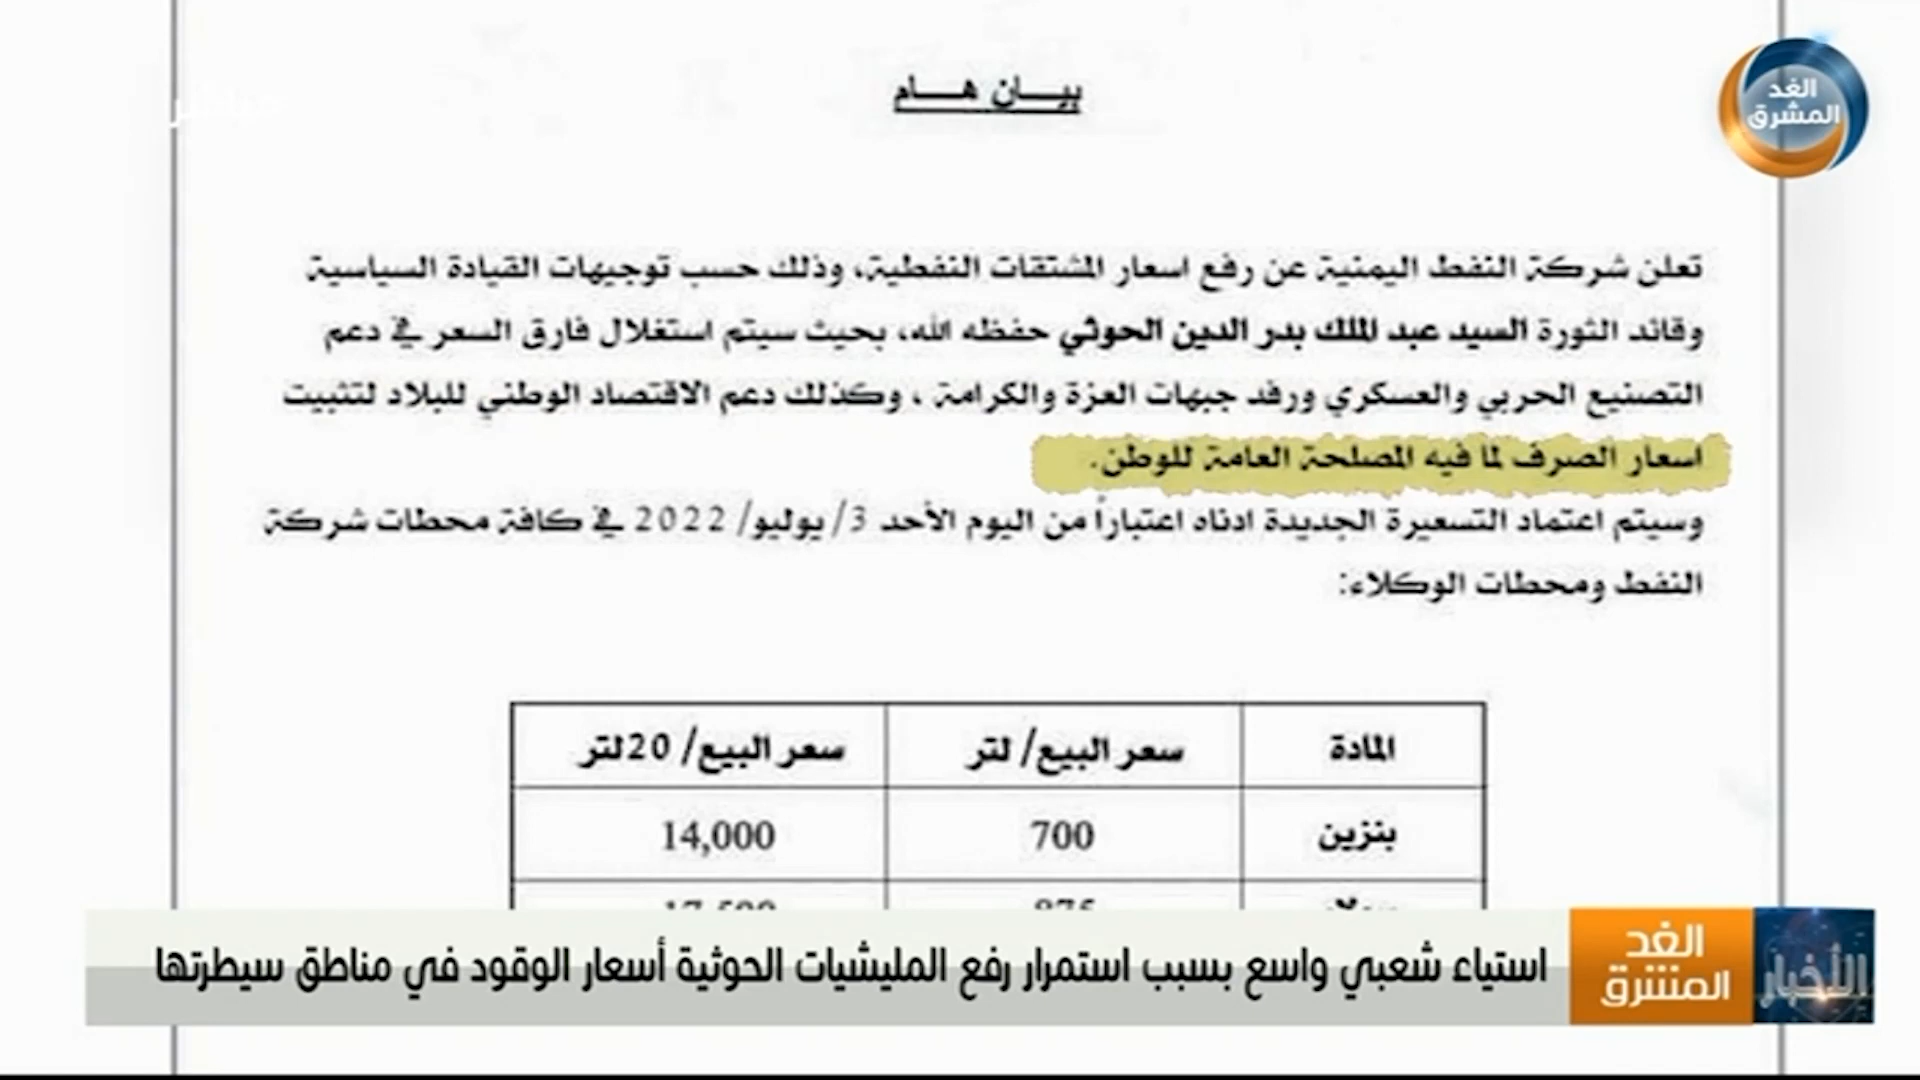 بيـــان هـــام
الغد
المشرق
تعلن شركة النفط اليمنية عن رفع اسعار المشتقات النفطية، وذلك حسب توجيهات القيادة السياسية
وقائد الثورة السيد عبد الملك بدر الدين الحوثي حفظه الله، بحيث سيتم استغلال فارق السعر في دعم
التصنيع الحربي والعسكري ورفد جبهات العزة والكرامة ، وكذلك دعم الاقتصاد الوطني للبلاد لتثبيت
اسعار الصرف لما فيه المصلحة العامة للوطن.
وسيتم اعتماد التسعيرة الجديدة ادناه اعتباراً من اليوم الأحد 3/ يوليو/ 2022 في كافة محطات شركة
النفط ومحطات الوكلاء:
المادة سعر البيع/ لتر سعر البيع/ 20لتر
بنزين 700 14,000
875 17,500
الأخبار
الغد
المشرق
استياء شعبي واسع بسبب استمرار رفع المليشيات الحوثية أسعار الوقود في مناطق سيطرتها